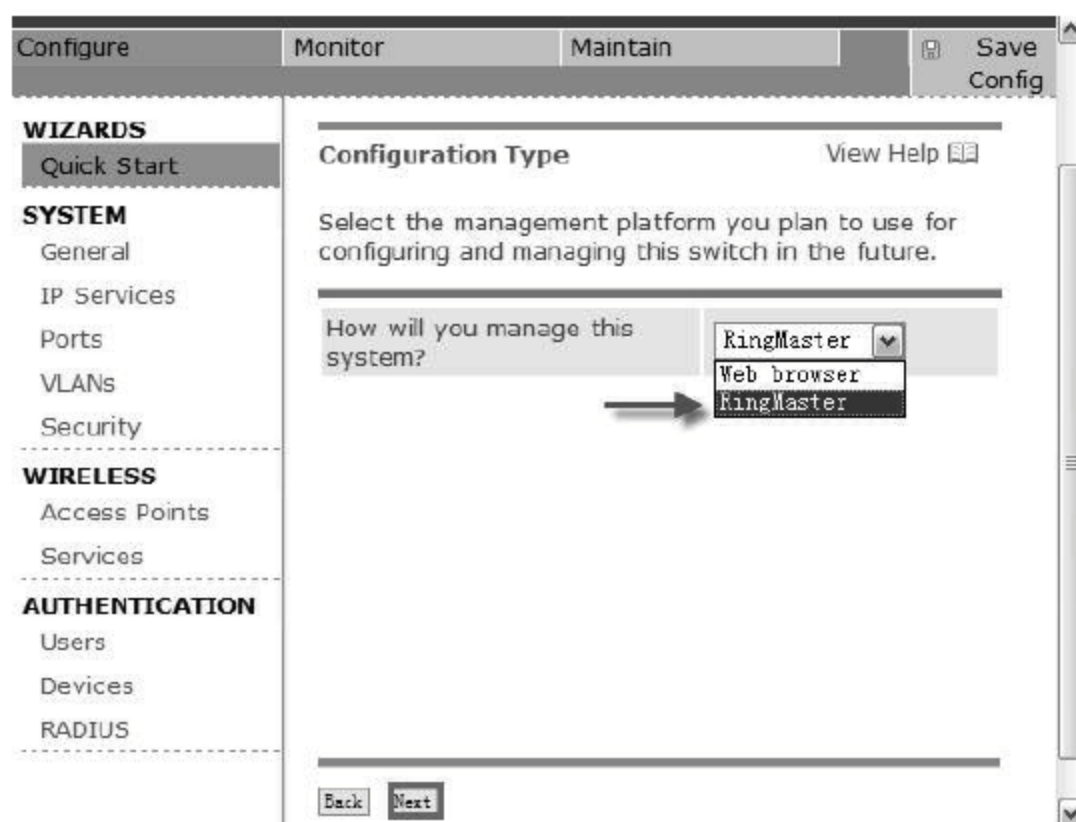 Configure
Monitor
Maintain
Save
Config
WIZARDS
Quick Start
SYSTEM
General
IP Services
Ports
VLANs
Security
WIRELESS
Access Points
Services
AUTHENTICATION
Users
Devices
RADIUS
Configuration Type
View Help
Select the management platform you plan to use for
configuring and managing this switch in the future.
How will you manage this
system?
RingMaster
Web browser
RingMaster
Back
Next